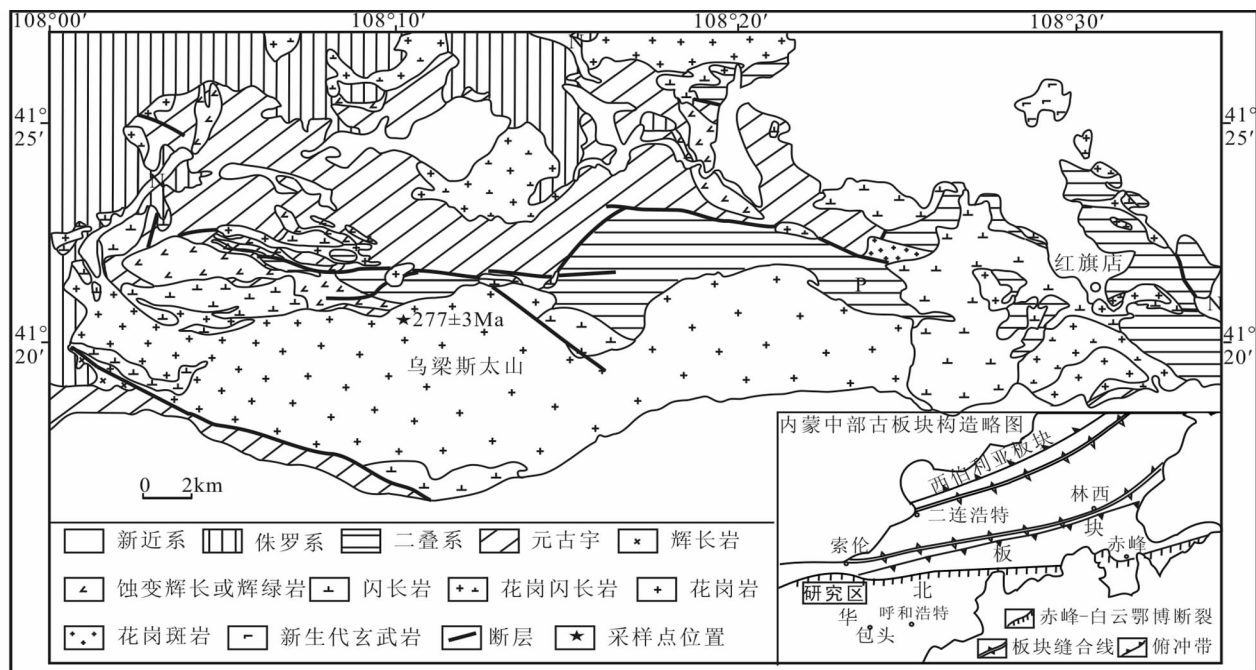 108°00′ 108°10′ 108°20′ 108°30′
41°
25′
41°
25′
N
P
红旗店
N
★277±3Ma
41°
20′
41°
20′
乌梁斯太山
0 2km
内蒙中部古板块构造略图
西伯利亚板块
林西
二连浩特
块
索伦
板
赤峰
研究区
北
华
呼和浩特
包头
赤峰-白云鄂博断裂
板块缝合线 俯冲带
新近系 侏罗系 二叠系 元古宇 辉长岩
蚀变辉长或辉绿岩 闪长岩 花岗闪长岩 花岗岩
花岗斑岩 新生代玄武岩 断层 采样点位置